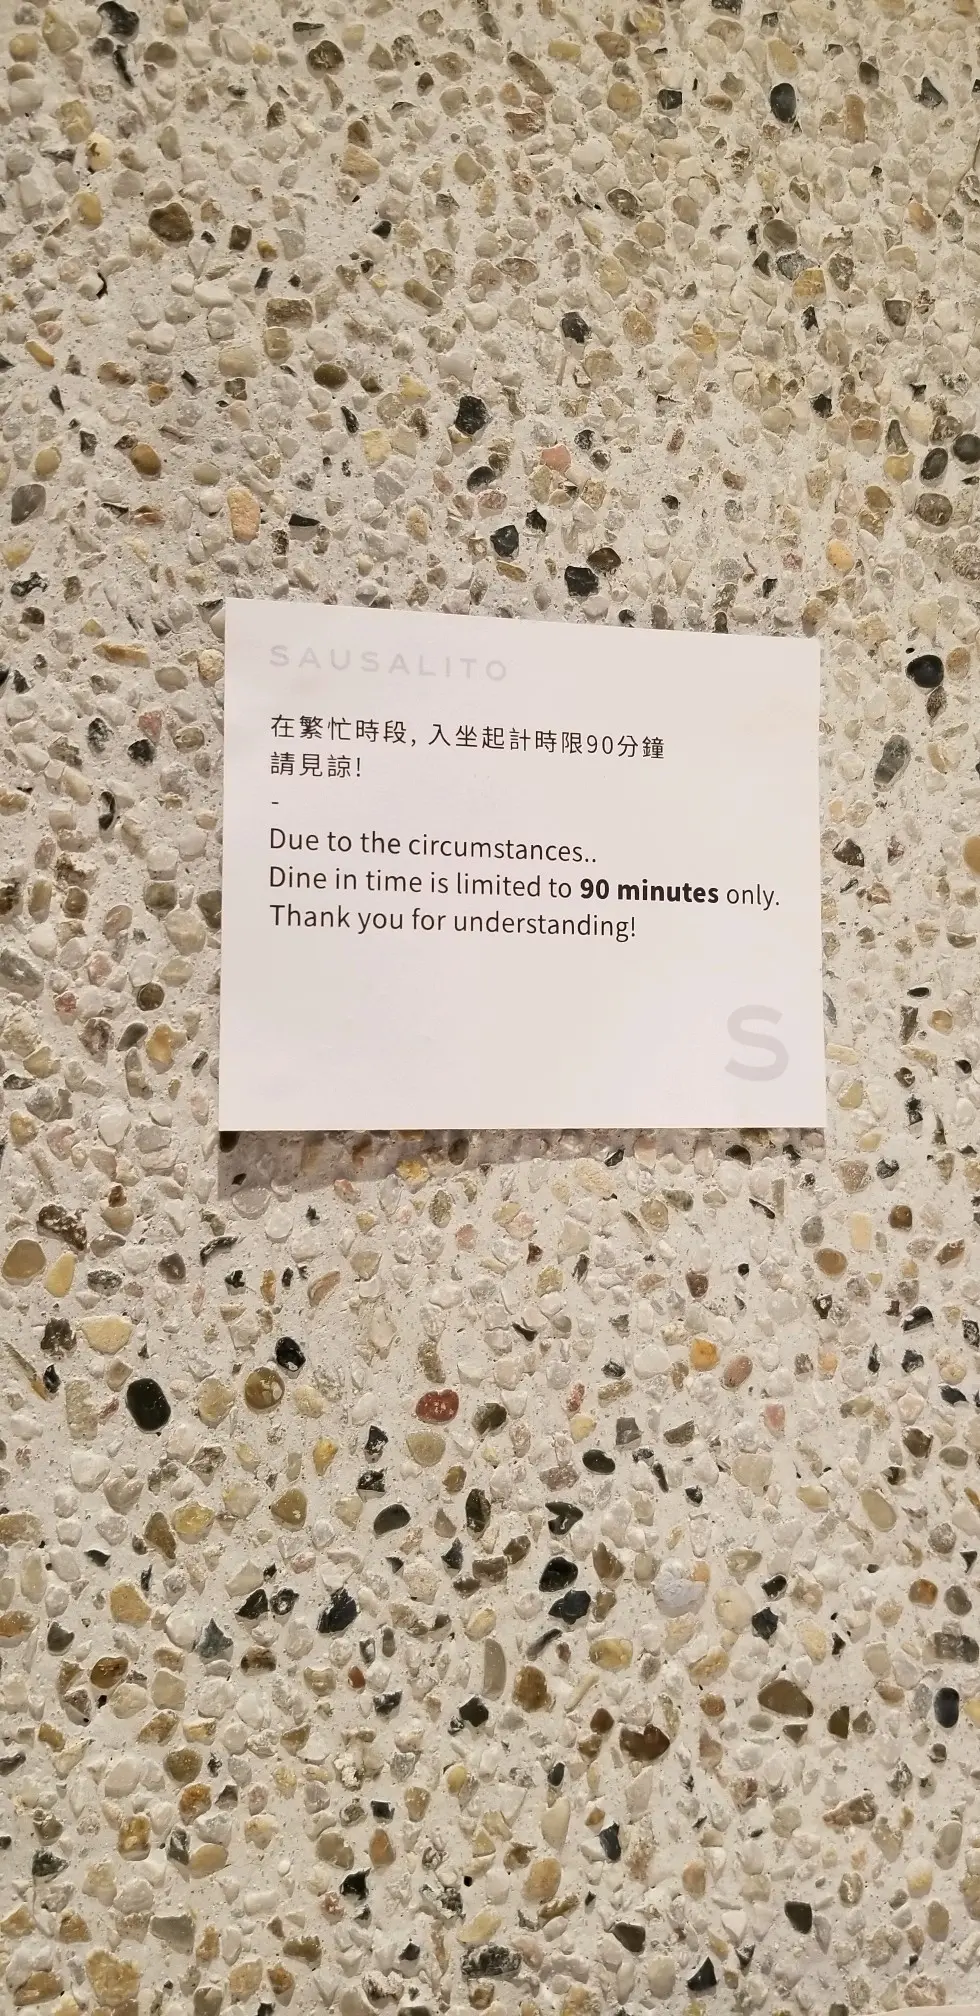 SAUSALITO
在繁忙時段, 入坐起計時限90分鐘
請見諒!
-
Due to the circumstances..
Dine in time is limited to 90 minutes only.
Thank you for understanding!
S